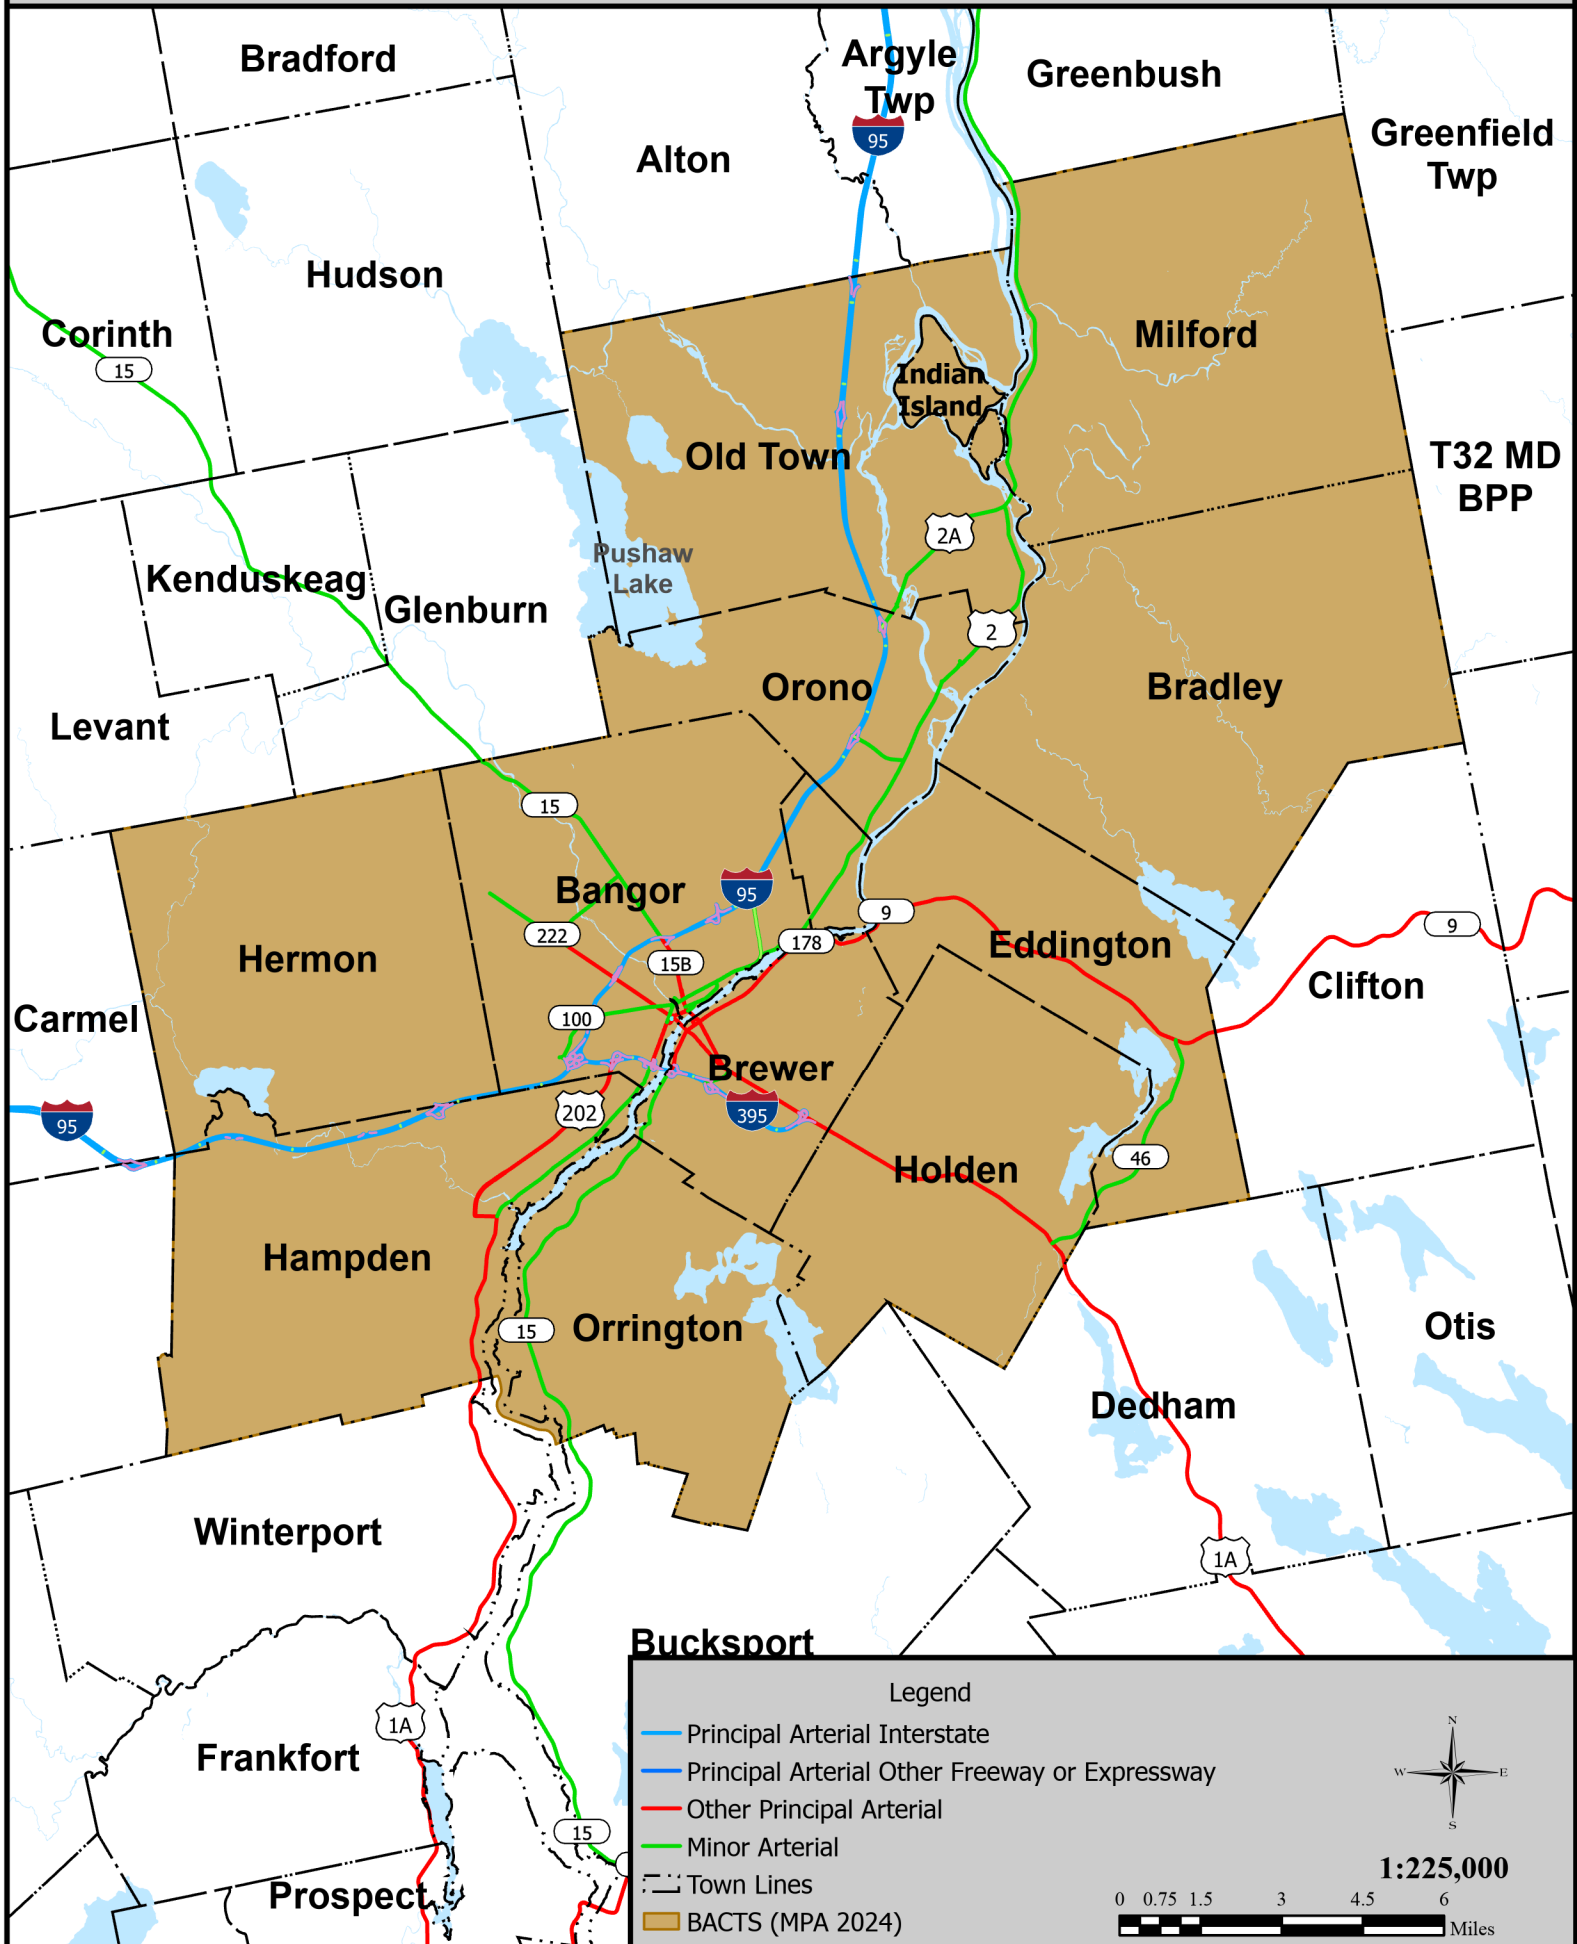 Bradford
Argyle
Twp
Greenbush
95
Greenfield
Twp
Alton
Hudson
Corinth
15
Milford
Indian
Island
Old Town
T32 MD
BPP
2A
Pushaw
Lake
Kenduskeag
Glenburn
2
Orono
Bradley
Levant
15
Bangor
95
9
9
222
178
Eddington
Hermon
15B
Clifton
Carmel
100
Brewer
202
395
95
46
Holden
Hampden
15
Orrington
Otis
Dedham
Winterport
1A
Bucksport
1A
Frankfort
15
Prospect
Legend
Principal Arterial Interstate
Principal Arterial Other Freeway or Expressway
Other Principal Arterial
Minor Arterial
Town Lines
BACTS (MPA 2024)
N
W E
S
1:225,000
0 0.75 1.5 3 4.5 6
Miles